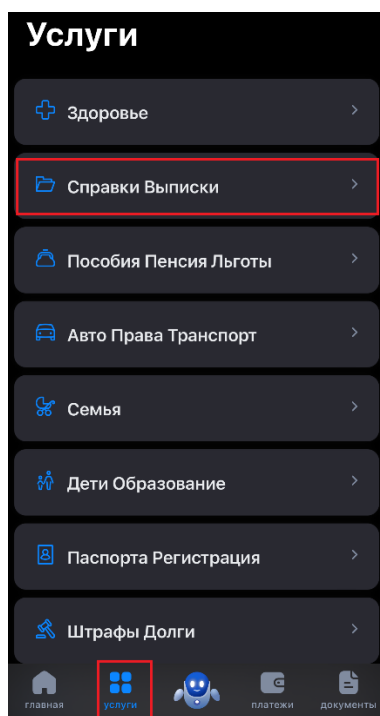 Услуги
Здоровье
Справки Выписки
Пособия Пенсия Льготы
Авто Права Транспорт
Семья
Дети Образование
Паспорта Регистрация
Штрафы Долги
главная услуги платежи документы